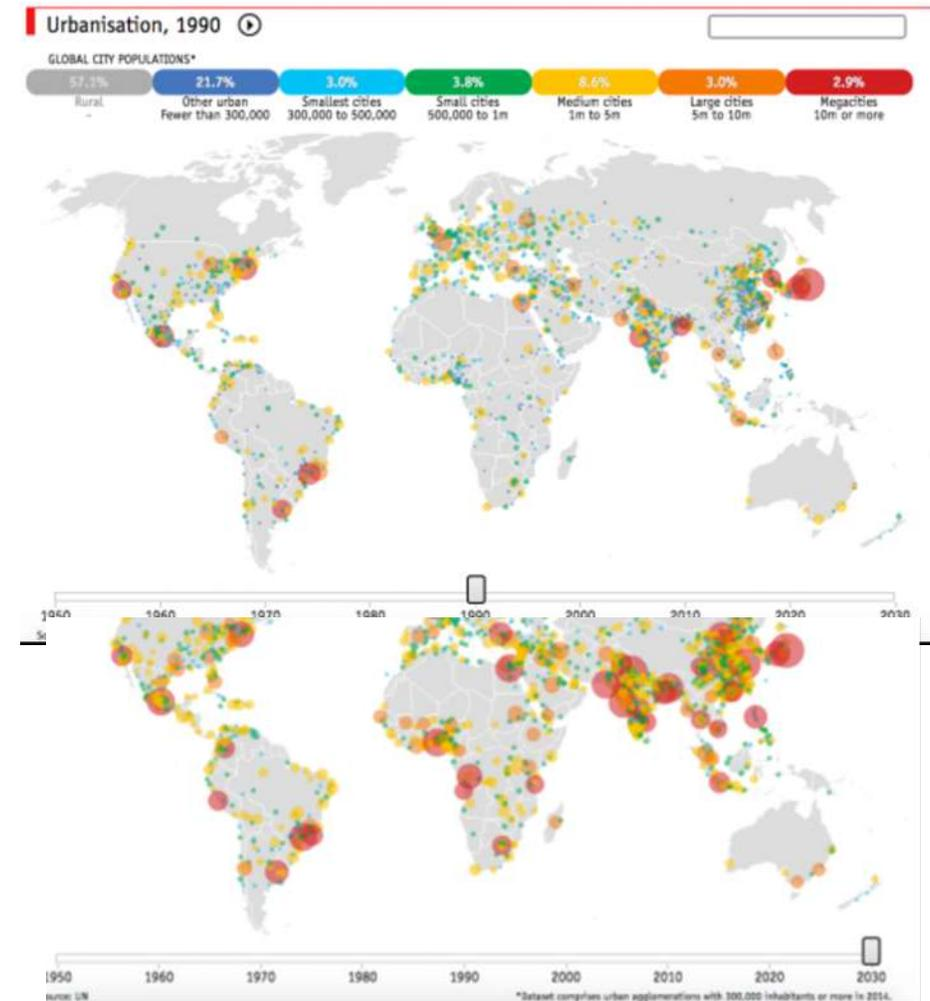 Urbanisation, 1990
GLOBAL CITY POPULATIONS*
57.1% 21.7% 3.0% 3.8% 8.6% 3.0% 2.9%
Rural Other urban Smallest cities Small cities Medium cities Large cities Megacities
– Fewer than 300,000 300,000 to 500,000 500,000 to 1m 1m to 5m 5m to 10m 10m or more
1950 1960 1970 1980 1990 2000 2010 2020 2030
1950 1960 1970 1980 1990 2000 2010 2020 2030
*Dataset comprises urban agglomerations with 300,000 inhabitants or more in 2014.